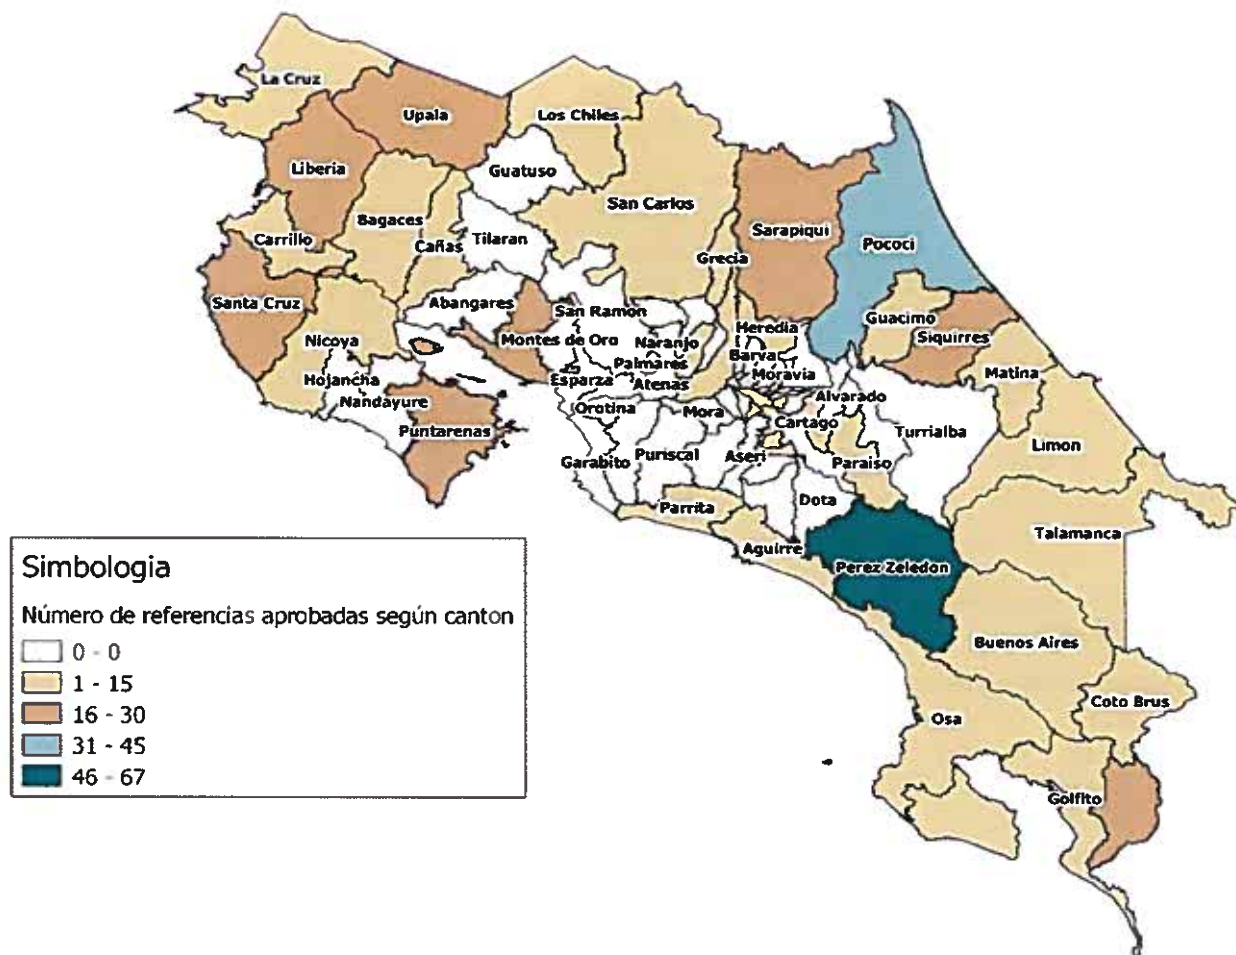 La Cruz
Upala
Los Chiles
Liberia
Guatuso
San Carlos
Bagaces
Sarapiqui
Carrillo
Cañas
Tilaran
Grecia
Pococi
Santa Cruz
Abangares
San Ramon
Guacimo
Nicoya
Montes de Oro
Naranjo
Heredia
Siquirres
Barva
Palmares
Moravia
Hojancha
Esparza
Atenas
Matina
Nandayure
Orotina
Mora
Alvarado
Cartago
Puntarenas
Turrialba
Limon
Garabito
Puriscal
Aseri
Paraiso
Parrita
Dota
Talamanca
Aguirre
Perez Zeledon
Buenos Aires
Coto Brus
Osa
Golfito
Simbologia
Número de referencias aprobadas según canton
0 - 0
1 - 15
16 - 30
31 - 45
46 - 67